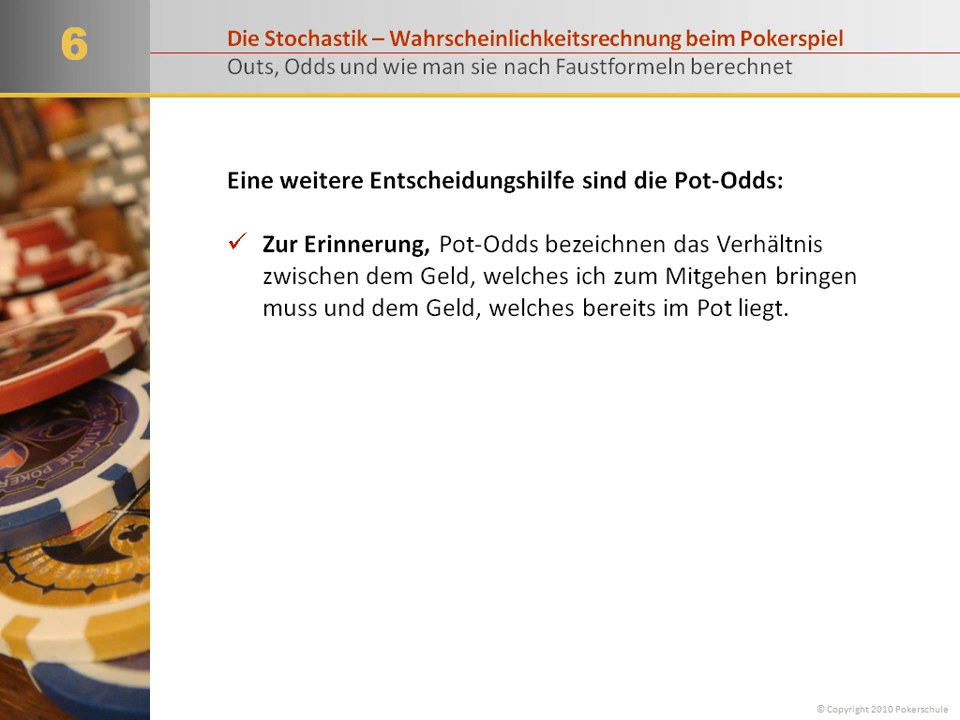 6
Die Stochastik – Wahrscheinlichkeitsrechnung beim Pokerspiel
Outs, Odds und wie man sie nach Faustformeln berechnet
Eine weitere Entscheidungshilfe sind die Pot-Odds:
✓ Zur Erinnerung, Pot-Odds bezeichnen das Verhältnis
zwischen dem Geld, welches ich zum Mitgehen bringen
muss und dem Geld, welches bereits im Pot liegt.
ULTIMATE POKER
© Copyright 2010 Pokerschule